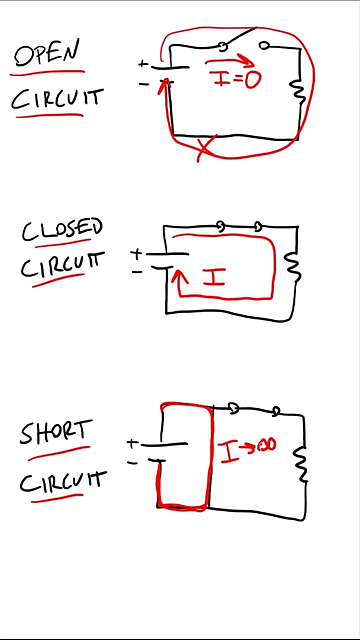 OPEN
CIRCUIT
+
-
I=0
CLOSED
CIRCUIT
+
-
I
SHORT
CIRCUIT
+
-
I→∞